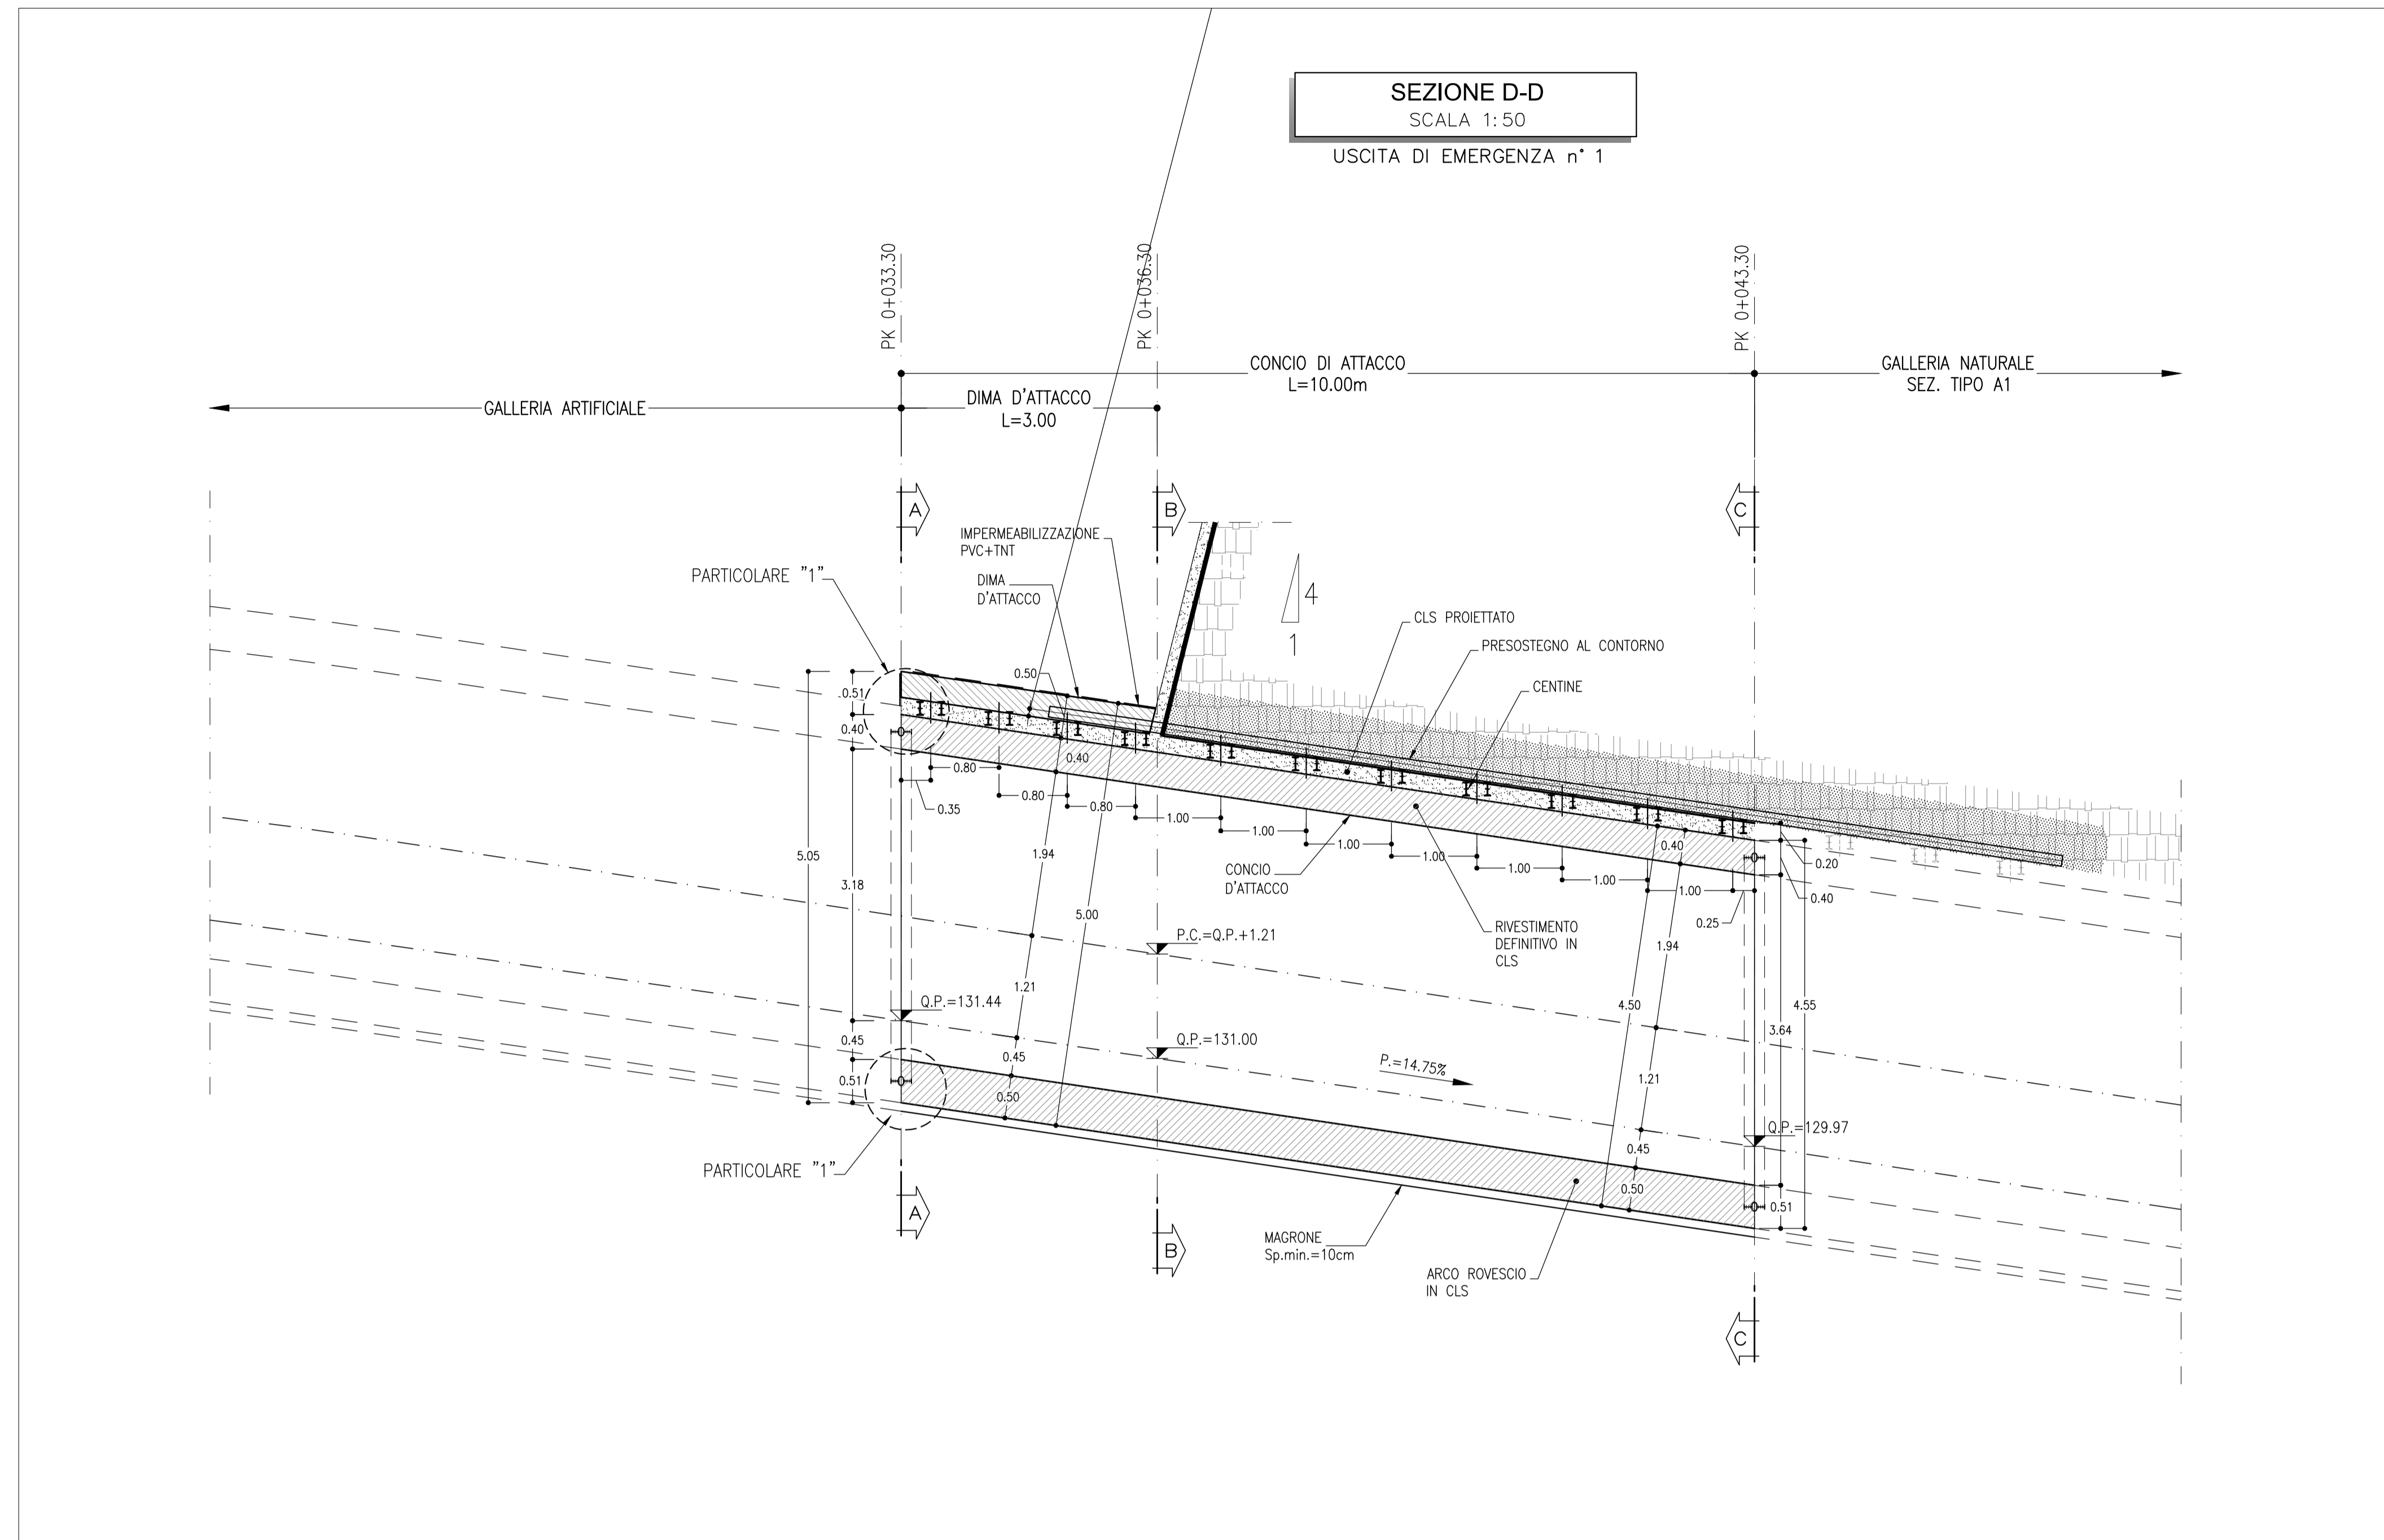 SEZIONE D-D
SCALA 1:50
USCITA DI EMERGENZA n° 1
PK 0+033.30
PK 0+036.30
PK 0+043.30
CONCIO DI ATTACCO
L=10.00m
GALLERIA NATURALE
SEZ. TIPO A1
GALLERIA ARTIFICIALE
DIMA D'ATTACCO
L=3.00
A
B
C
IMPERMEABILIZZAZIONE
PVC+TNT
PARTICOLARE "1"
DIMA
D'ATTACCO
4
1
CLS PROIETTATO
PRESOSTEGNO AL CONTORNO
CENTINE
0.50
0.51
0.40
0.40
0.80
0.80
0.80
0.35
1.00
1.00
1.00
1.00
1.00
1.00
1.00
0.25
0.40
0.20
0.40
5.05
3.18
1.94
5.00
CONCIO
D'ATTACCO
RIVESTIMENTO
DEFINITIVO IN
CLS
P.C.=Q.P.+1.21
1.94
1.21
Q.P.=131.44
4.50
4.55
3.64
0.45
0.45
Q.P.=131.00
P.=14.75%
1.21
0.51
0.50
Q.P.=129.97
0.45
0.50
0.51
PARTICOLARE "1"
A
B
MAGRONE
Sp.min.=10cm
ARCO ROVESCIO
IN CLS
C